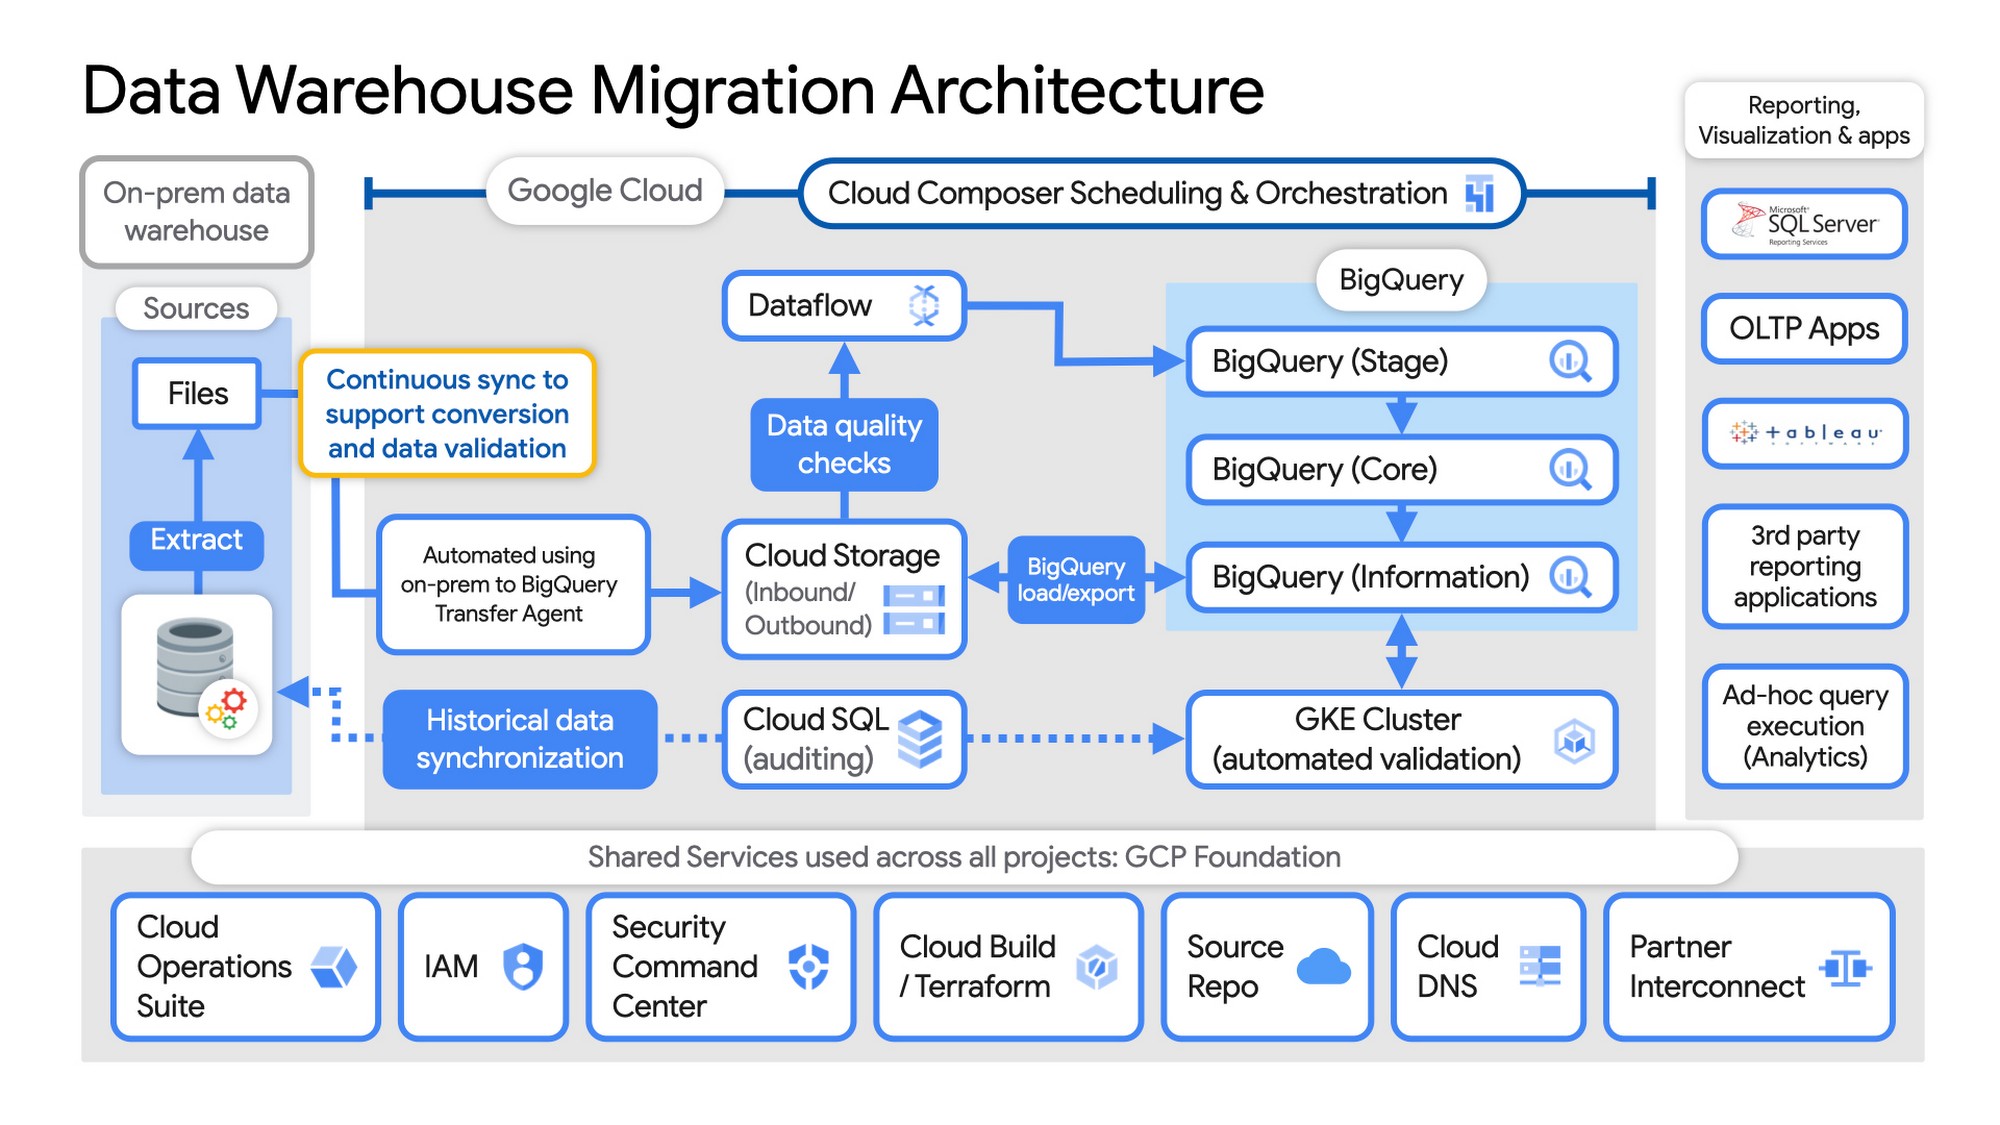 Data Warehouse Migration Architecture
On-prem data
warehouse
Sources
Files
Extract
Continuous sync to
support conversion
and data validation
Google Cloud
Cloud Composer Scheduling & Orchestration
Dataflow
Data quality
checks
Automated using
on-prem to BigQuery
Transfer Agent
Cloud Storage
(Inbound/
Outbound)
BigQuery
load/export
BigQuery
BigQuery (Stage)
BigQuery (Core)
BigQuery (Information)
Historical data
synchronization
Cloud SQL
(auditing)
GKE Cluster
(automated validation)
Reporting,
Visualization & apps
Microsoft
SQL Server
Reporting Services
OLTP Apps
tableau
SOFTWARE
3rd party
reporting
applications
Ad-hoc query
execution
(Analytics)
Shared Services used across all projects: GCP Foundation
Cloud
Operations
Suite
IAM
Security
Command
Center
Cloud Build
/ Terraform
Source
Repo
Cloud
DNS
Partner
Interconnect